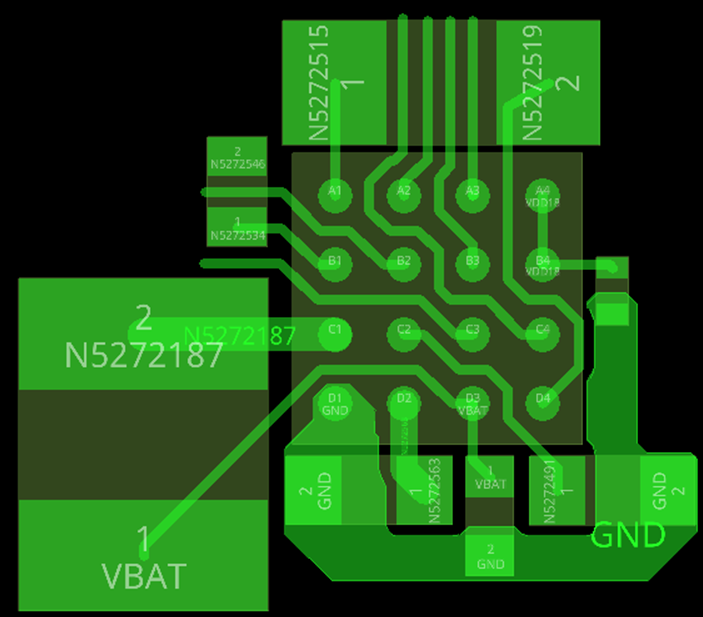 N5272515
1
N5272519
2
2
N5272546
1
N5272534
A1
A2
A3
A4
VDD18
B1
B2
B3
B4
VDD18
2
N5272187
N5272187
C1
C2
C3
C4
D1
GND
D2
D3
VBAT
D4
2
GND
1
N5272563
1
VBAT
N5272491
1
GND
2
GND
2
GND
1
VBAT